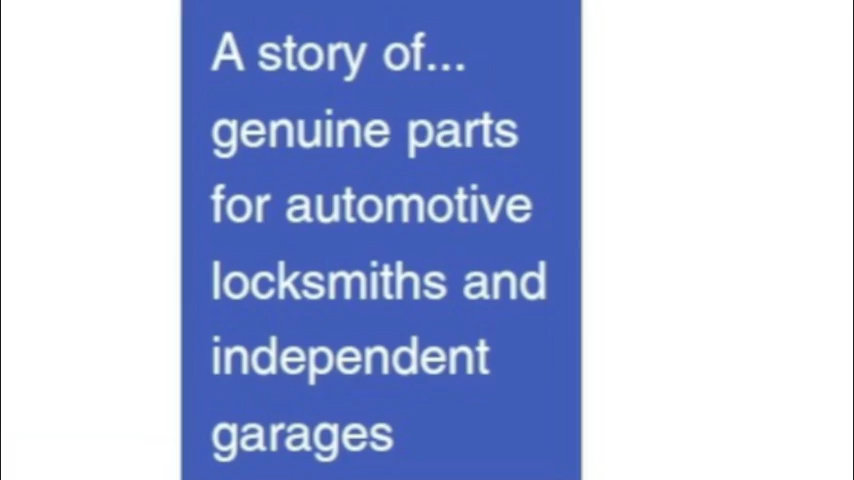 A story of...
genuine parts
for automotive
locksmiths and
independent
garages